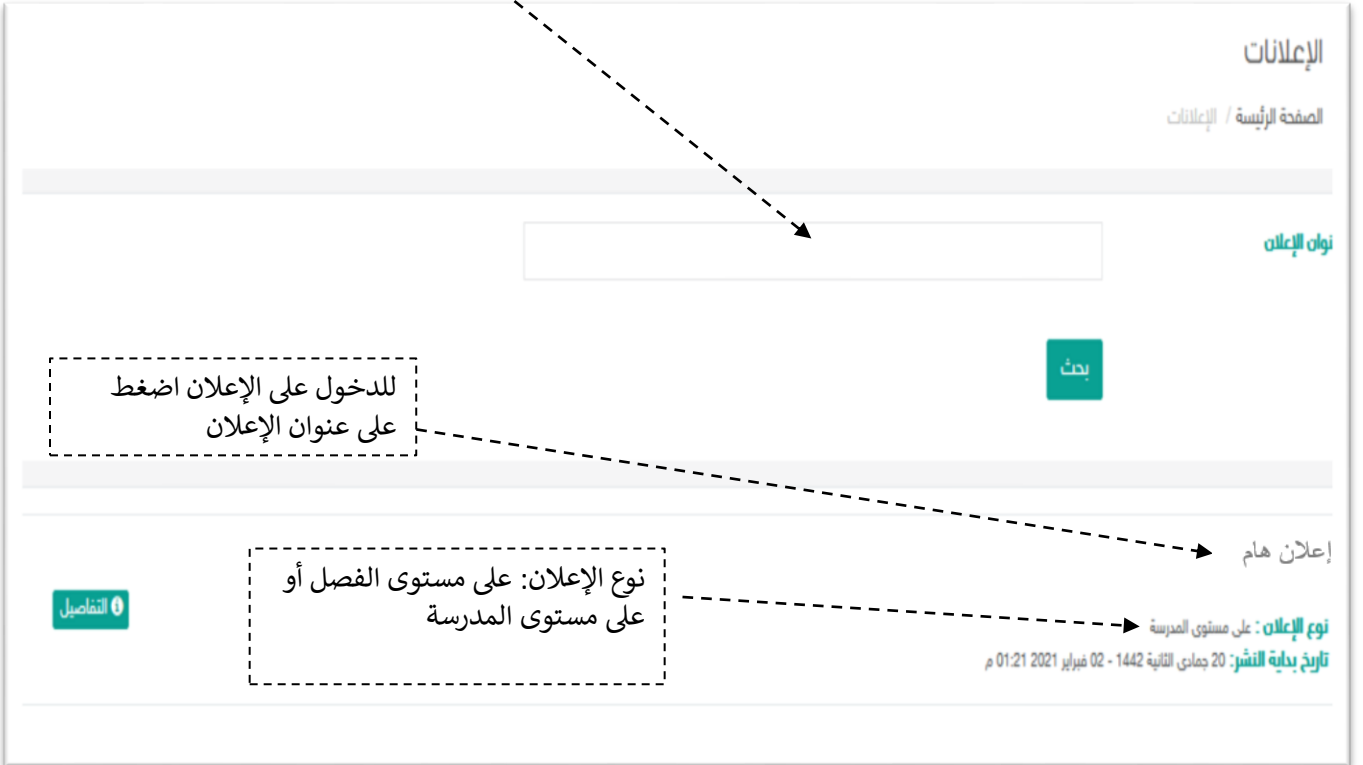 الإعلانات
الصفحة الرئيسة / الإعلانات
نوان الإعلان
بحث
للدخول على الإعلان اضغط
على عنوان الإعلان
إعلان هام
نوع الإعلان: على مستوى الفصل أو
على مستوى المدرسة
التفاصيل
نوع الإعلان : على مستوى المدرسة
تاريخ بداية النشر: 20 جمادى الثانية 1442 - 02 فبراير 2021 01:21 م